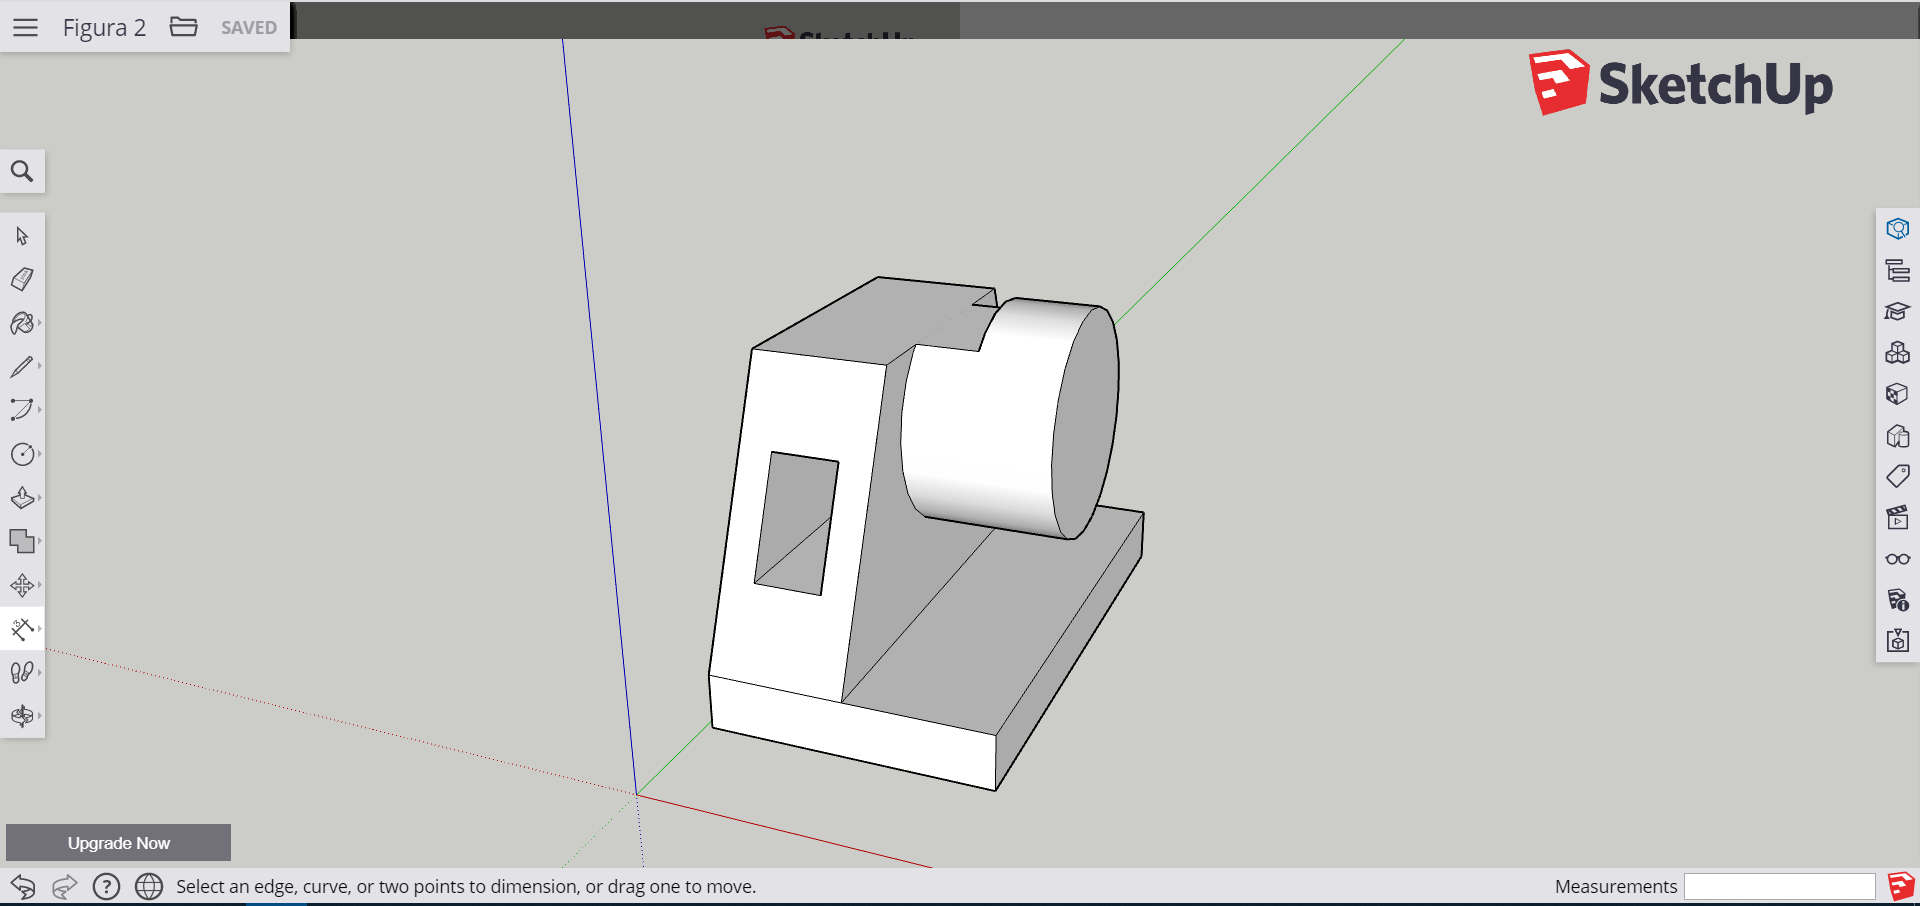 Figura 2
SAVED
SketchUp
SketchUp
Upgrade Now
Select an edge, curve, or two points to dimension, or drag one to move.
Measurements